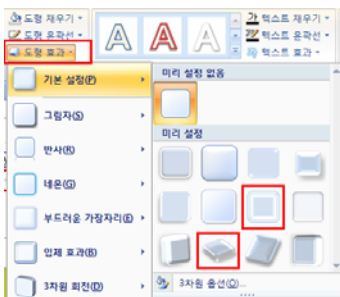 도형 채우기
도형 윤곽선
도형 효과
가 텍스트 채우기
가 텍스트 윤곽선
가 텍스트 효과
A A A
기본 설정(P)
그림자(S)
반사(R)
네온(G)
부드러운 가장자리(E)
입체 효과(B)
3차원 회전(D)
미리 설정 없음
미리 설정
3차원 옵션(O)...